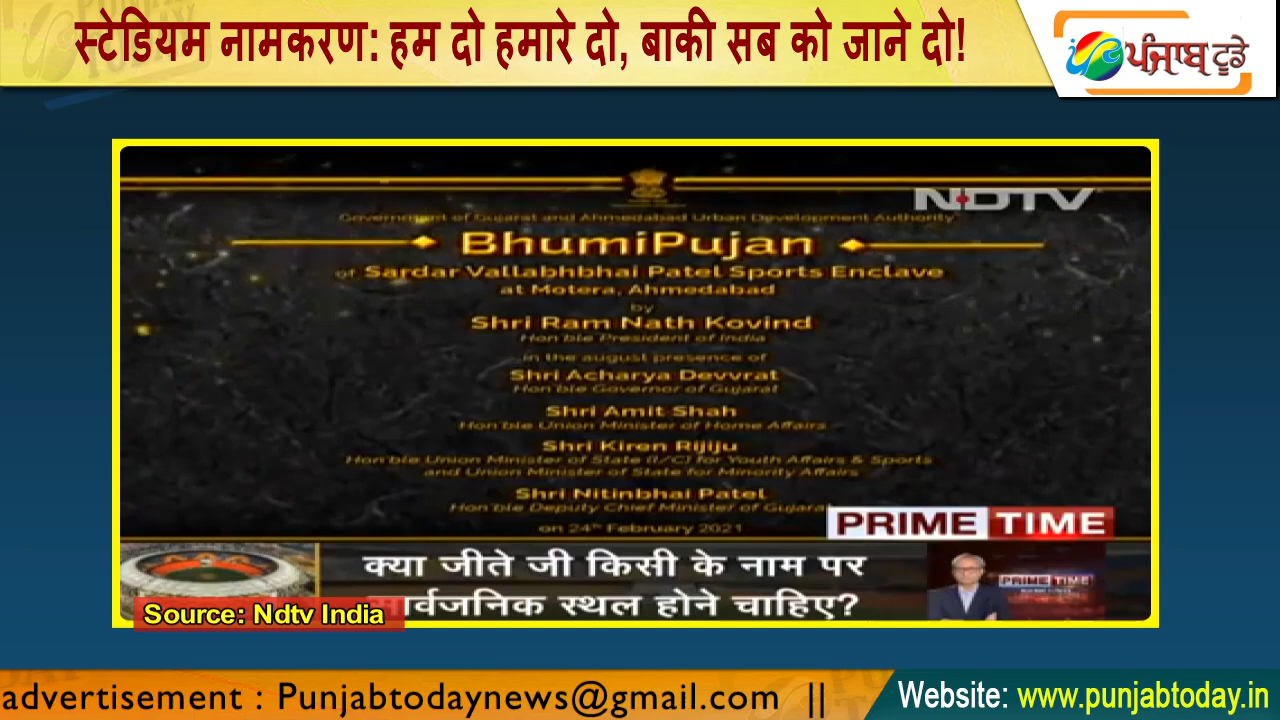 स्टेडियम नामकरण: हम दो हमारे दो, बाकी सब को जाने दो!
ਪੰਜਾਬ ਟੂਡੇ
NDTV
Government of Gujarat and Ahmedabad Urban Development Authority
BhumiPujan
of Sardar Vallabhbhai Patel Sports Enclave
at Motera, Ahmedabad
by
Shri Ram Nath Kovind
Hon'ble President of India
in the august presence of
Shri Acharya Devvrat
Hon'ble Governor of Gujarat
Shri Amit Shah
Hon'ble Union Minister of Home Affairs
Shri Kiren Rijiju
Hon'ble Union Minister of State (I/C) for Youth Affairs & Sports
and Union Minister of State for Minority Affairs
Shri Nitinbhai Patel
Hon'ble Deputy Chief Minister of Gujara
on 24th February 2021
PRIME TIME
क्या जीते जी किसी के नाम पर
सार्वजनिक स्थल होने चाहिए?
PRIME TIME
Source: Ndtv India
advertisement : Punjabtodaynews@gmail.com ||
Website: www.punjabtoday.in